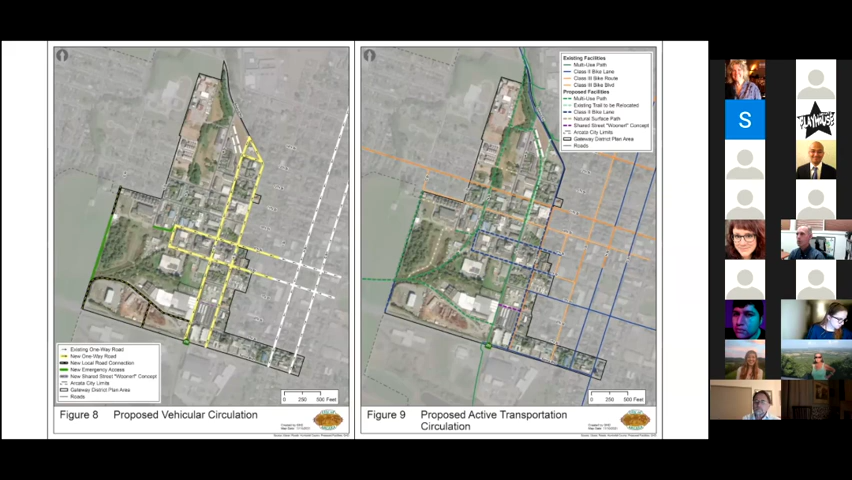 Existing One-Way Road
New One-Way Road
New Local Road Connection
New Emergency Access
New Shared Street "Woonerf" Concept
Arcata City Limits
Gateway District Plan Area
Roads
0 250 500 Feet
Figure 8 Proposed Vehicular Circulation
Existing Facilities
Multi-Use Path
Class II Bike Lane
Class III Bike Route
Class III Bike Blvd
Proposed Facilities
Multi-Use Path
Existing Trail to be Relocated
Class II Bike Lane
Natural Surface Path
Shared Street "Woonerf" Concept
Arcata City Limits
Gateway District Plan Area
Roads
0 250 500 Feet
Figure 9 Proposed Active Transportation
Circulation
S
PLAYHOUSE